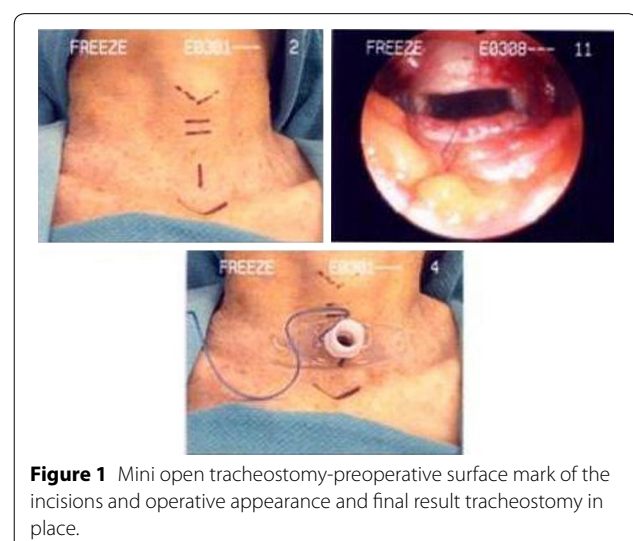 FREEZE E0301--- 2
FREEZE E0308--- 11
FREEZE E0301--- 4
Figure 1 Mini open tracheostomy-preoperative surface mark of the
incisions and operative appearance and final result tracheostomy in
place.